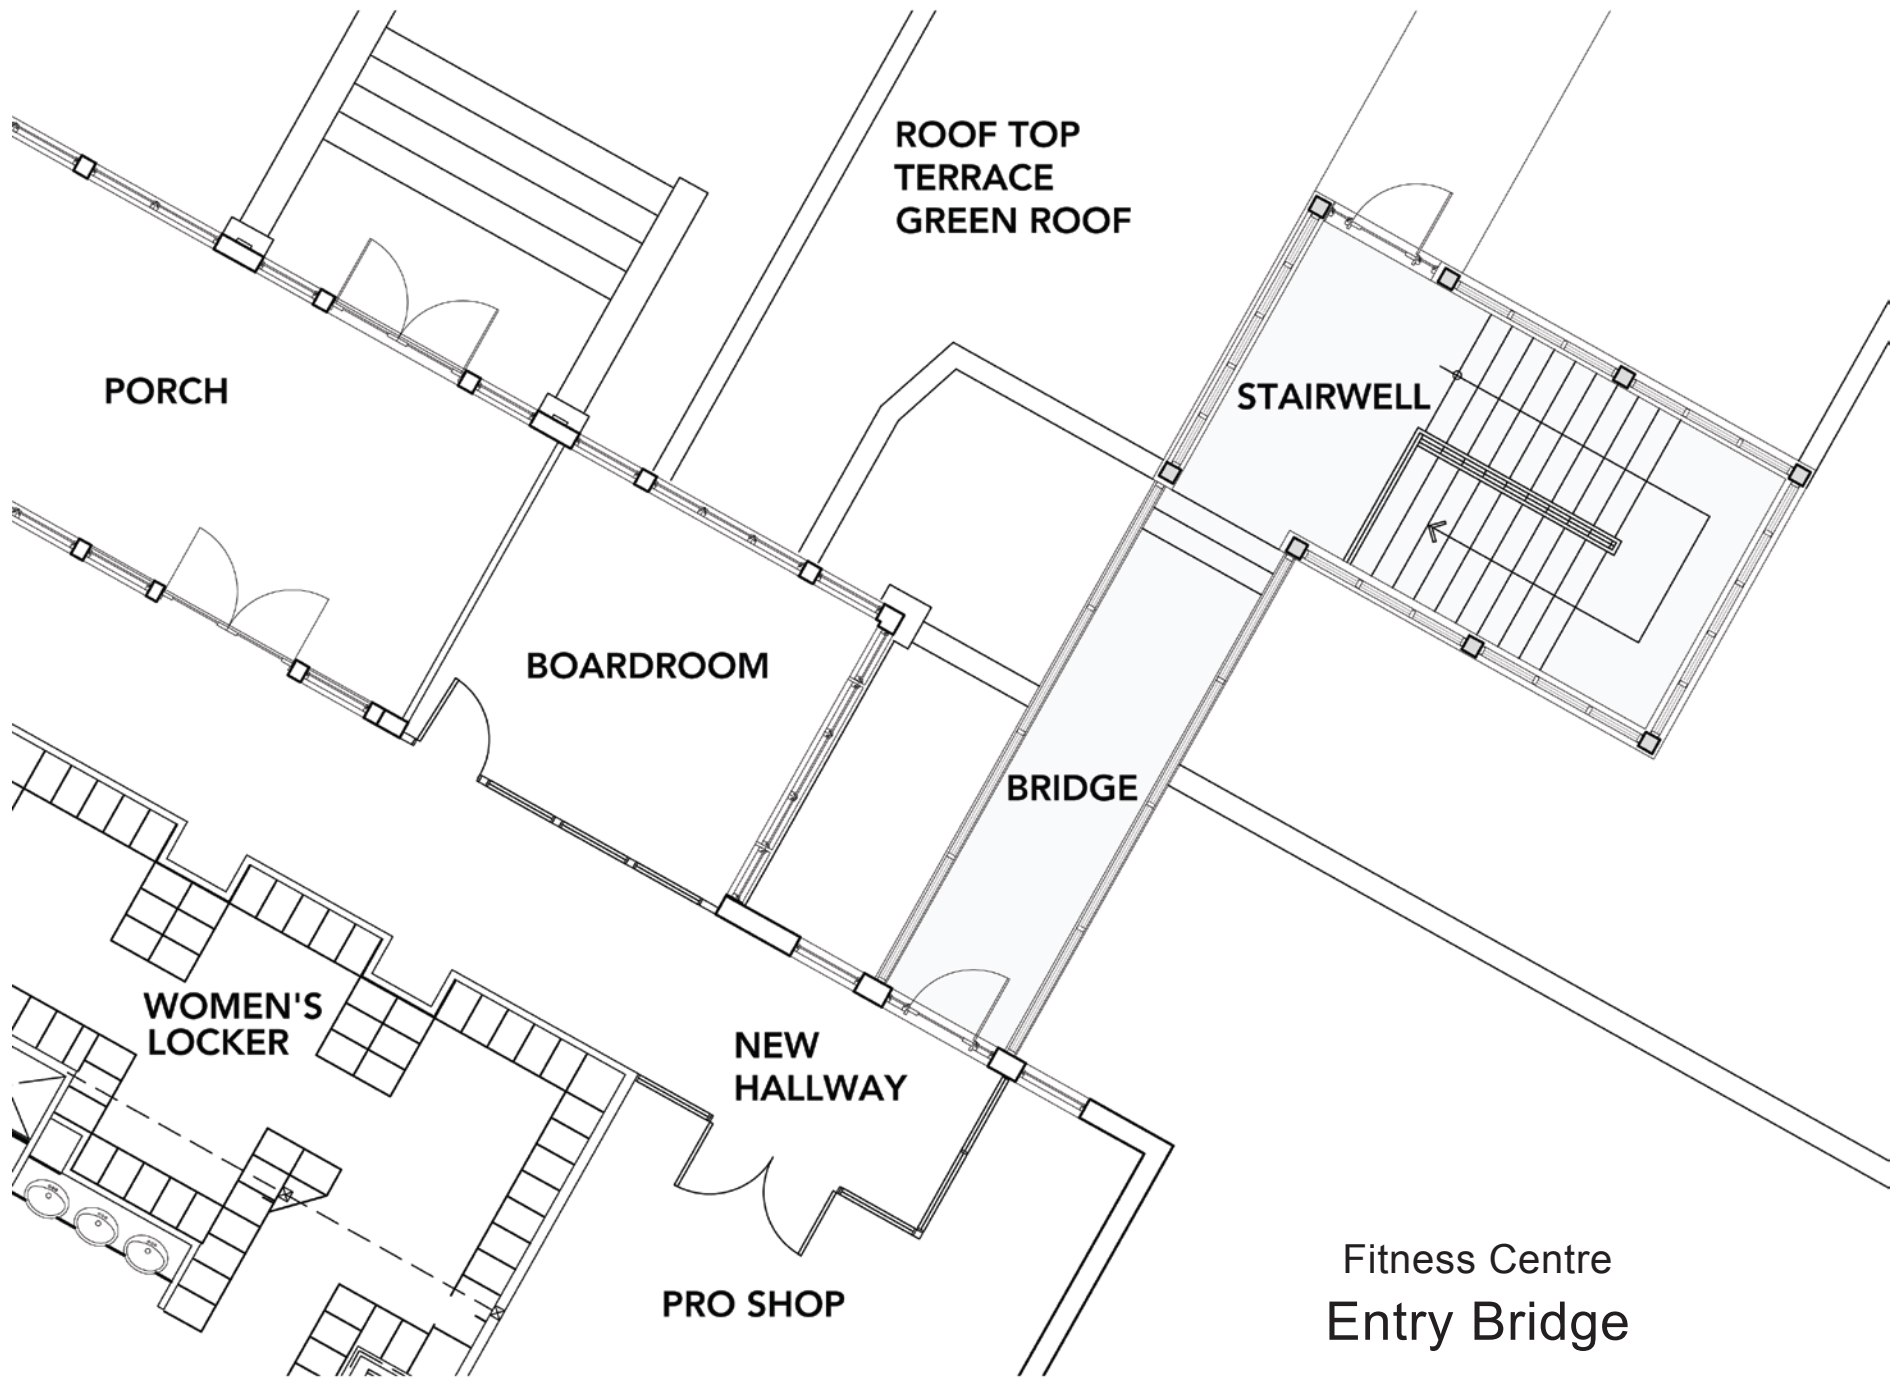 ROOF TOP
TERRACE
GREEN ROOF
PORCH
STAIRWELL
BOARDROOM
BRIDGE
WOMEN'S
LOCKER
NEW
HALLWAY
PRO SHOP
Fitness Centre
Entry Bridge